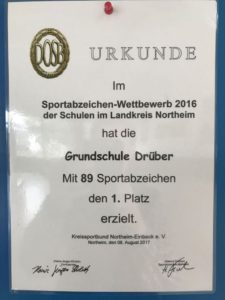 DOSB
URKUNDE
Im
Sportabzeichen-Wettbewerb 2016
der Schulen im Landkreis Northeim
hat die
Grundschule Drüber
Mit 89 Sportabzeichen
den 1. Platz
erzielt.
Kreissportbund Northeim-Einbeck e. V.
Northeim, den 08. August 2017